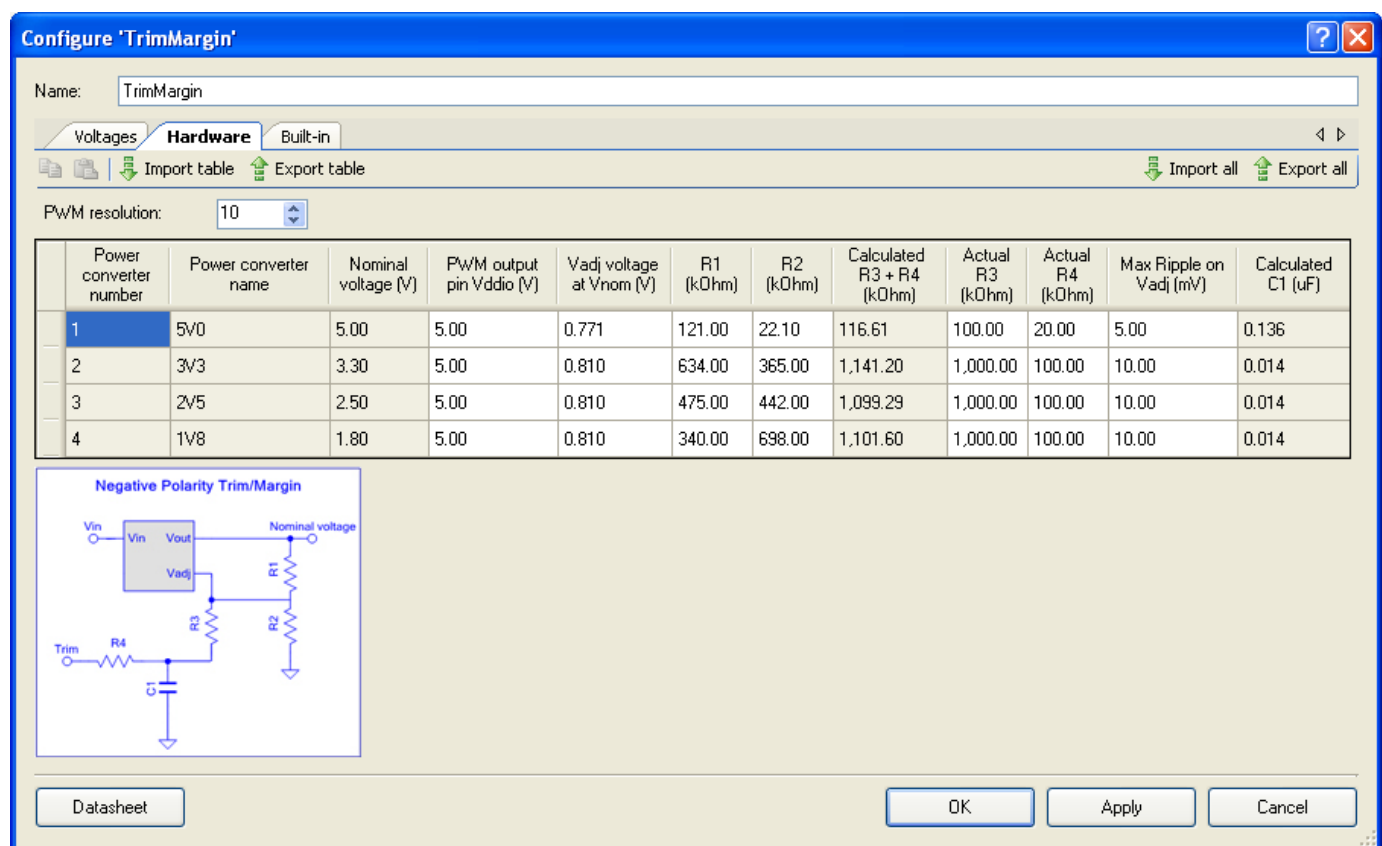 Configure 'TrimMargin'
Name: TrimMargin
Voltages Hardware Built-in
Import table Export table Import all Export all
PWM resolution: 10
Power converter number Power converter name Nominal voltage (V) PWM output pin Vddio (V) Vadj voltage at Vnom (V) R1 (kOhm) R2 (kOhm) Calculated R3 + R4 (kOhm) Actual R3 (kOhm) Actual R4 (kOhm) Max Ripple on Vadj (mV) Calculated C1 (uF)
1 5V0 5.00 5.00 0.771 121.00 22.10 116.61 100.00 20.00 5.00 0.136
2 3V3 3.30 5.00 0.810 634.00 365.00 1,141.20 1,000.00 100.00 10.00 0.014
3 2V5 2.50 5.00 0.810 475.00 442.00 1,099.29 1,000.00 100.00 10.00 0.014
4 1V8 1.80 5.00 0.810 340.00 698.00 1,101.60 1,000.00 100.00 10.00 0.014
Negative Polarity Trim/Margin
Vin Vin Vout Nominal voltage
Vadj R1
R3 R2
Trim R4
C1
Datasheet OK Apply Cancel